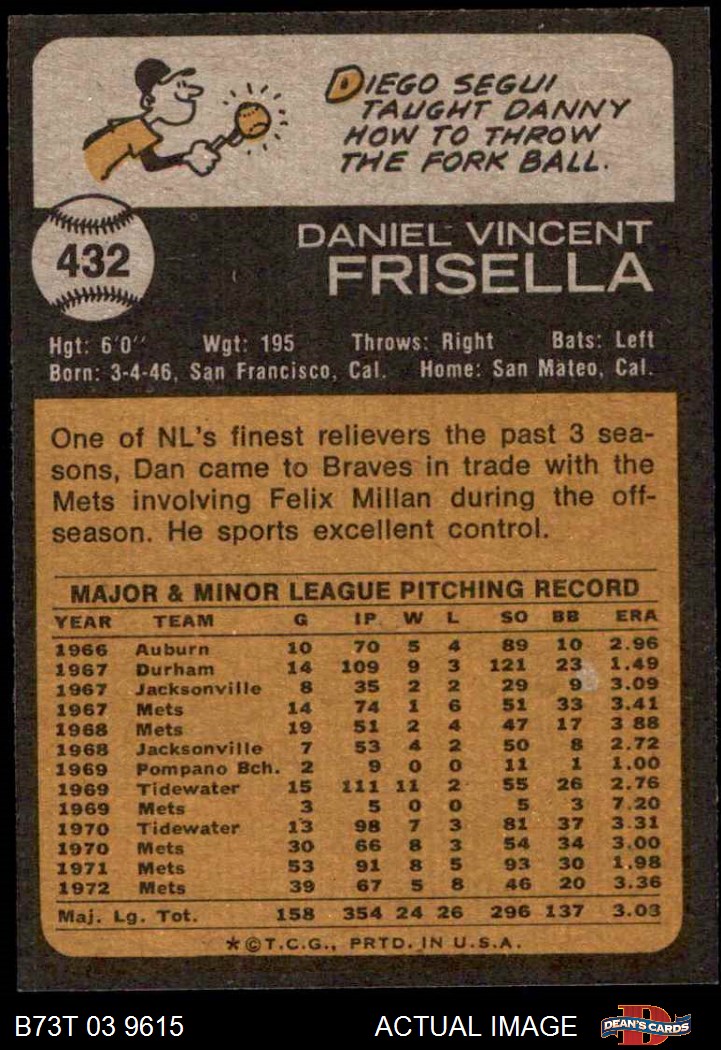 DIEGO SEGUI
TAUGHT DANNY
HOW TO THROW
THE FORK BALL.
432
DANIEL VINCENT
FRISELLA
Hgt: 6'0" Wgt: 195 Throws: Right Bats: Left
Born: 3-4-46, San Francisco, Cal. Home: San Mateo, Cal.
One of NL's finest relievers the past 3 sea-
sons, Dan came to Braves in trade with the
Mets involving Felix Millan during the off-
season. He sports excellent control.
MAJOR & MINOR LEAGUE PITCHING RECORD
YEAR TEAM G IP W L SO BB ERA
1966 Auburn 10 70 5 4 89 10 2.96
1967 Durham 14 109 9 3 121 23 1.49
1967 Jacksonville 8 35 2 2 29 9 3.09
1967 Mets 14 74 1 6 51 33 3.41
1968 Mets 19 51 2 4 47 17 3 88
1968 Jacksonville 7 53 4 2 50 8 2.72
1969 Pompano Bch. 2 9 0 0 11 1 1.00
1969 Tidewater 15 111 11 2 55 26 2.76
1969 Mets 3 5 0 0 5 3 7.20
1970 Tidewater 13 98 7 3 81 37 3.31
1970 Mets 30 66 8 3 54 34 3.00
1971 Mets 53 91 8 5 93 30 1.98
1972 Mets 39 67 5 8 46 20 3.36
Maj. Lg. Tot. 158 354 24 26 296 137 3.03
*©T.C.G., PRTD. IN U.S.A.
B73T 03 9615 ACTUAL IMAGE DEAN'S CARDS